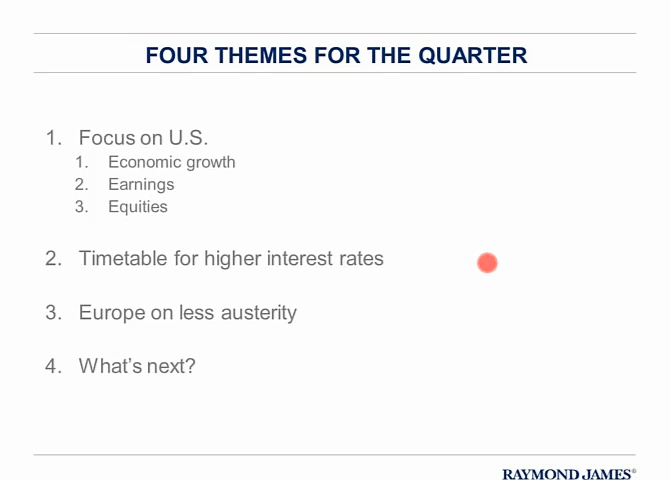 FOUR THEMES FOR THE QUARTER
1. Focus on U.S.
1. Economic growth
2. Earnings
3. Equities
2. Timetable for higher interest rates
3. Europe on less austerity
4. What's next?
RAYMOND JAMES®